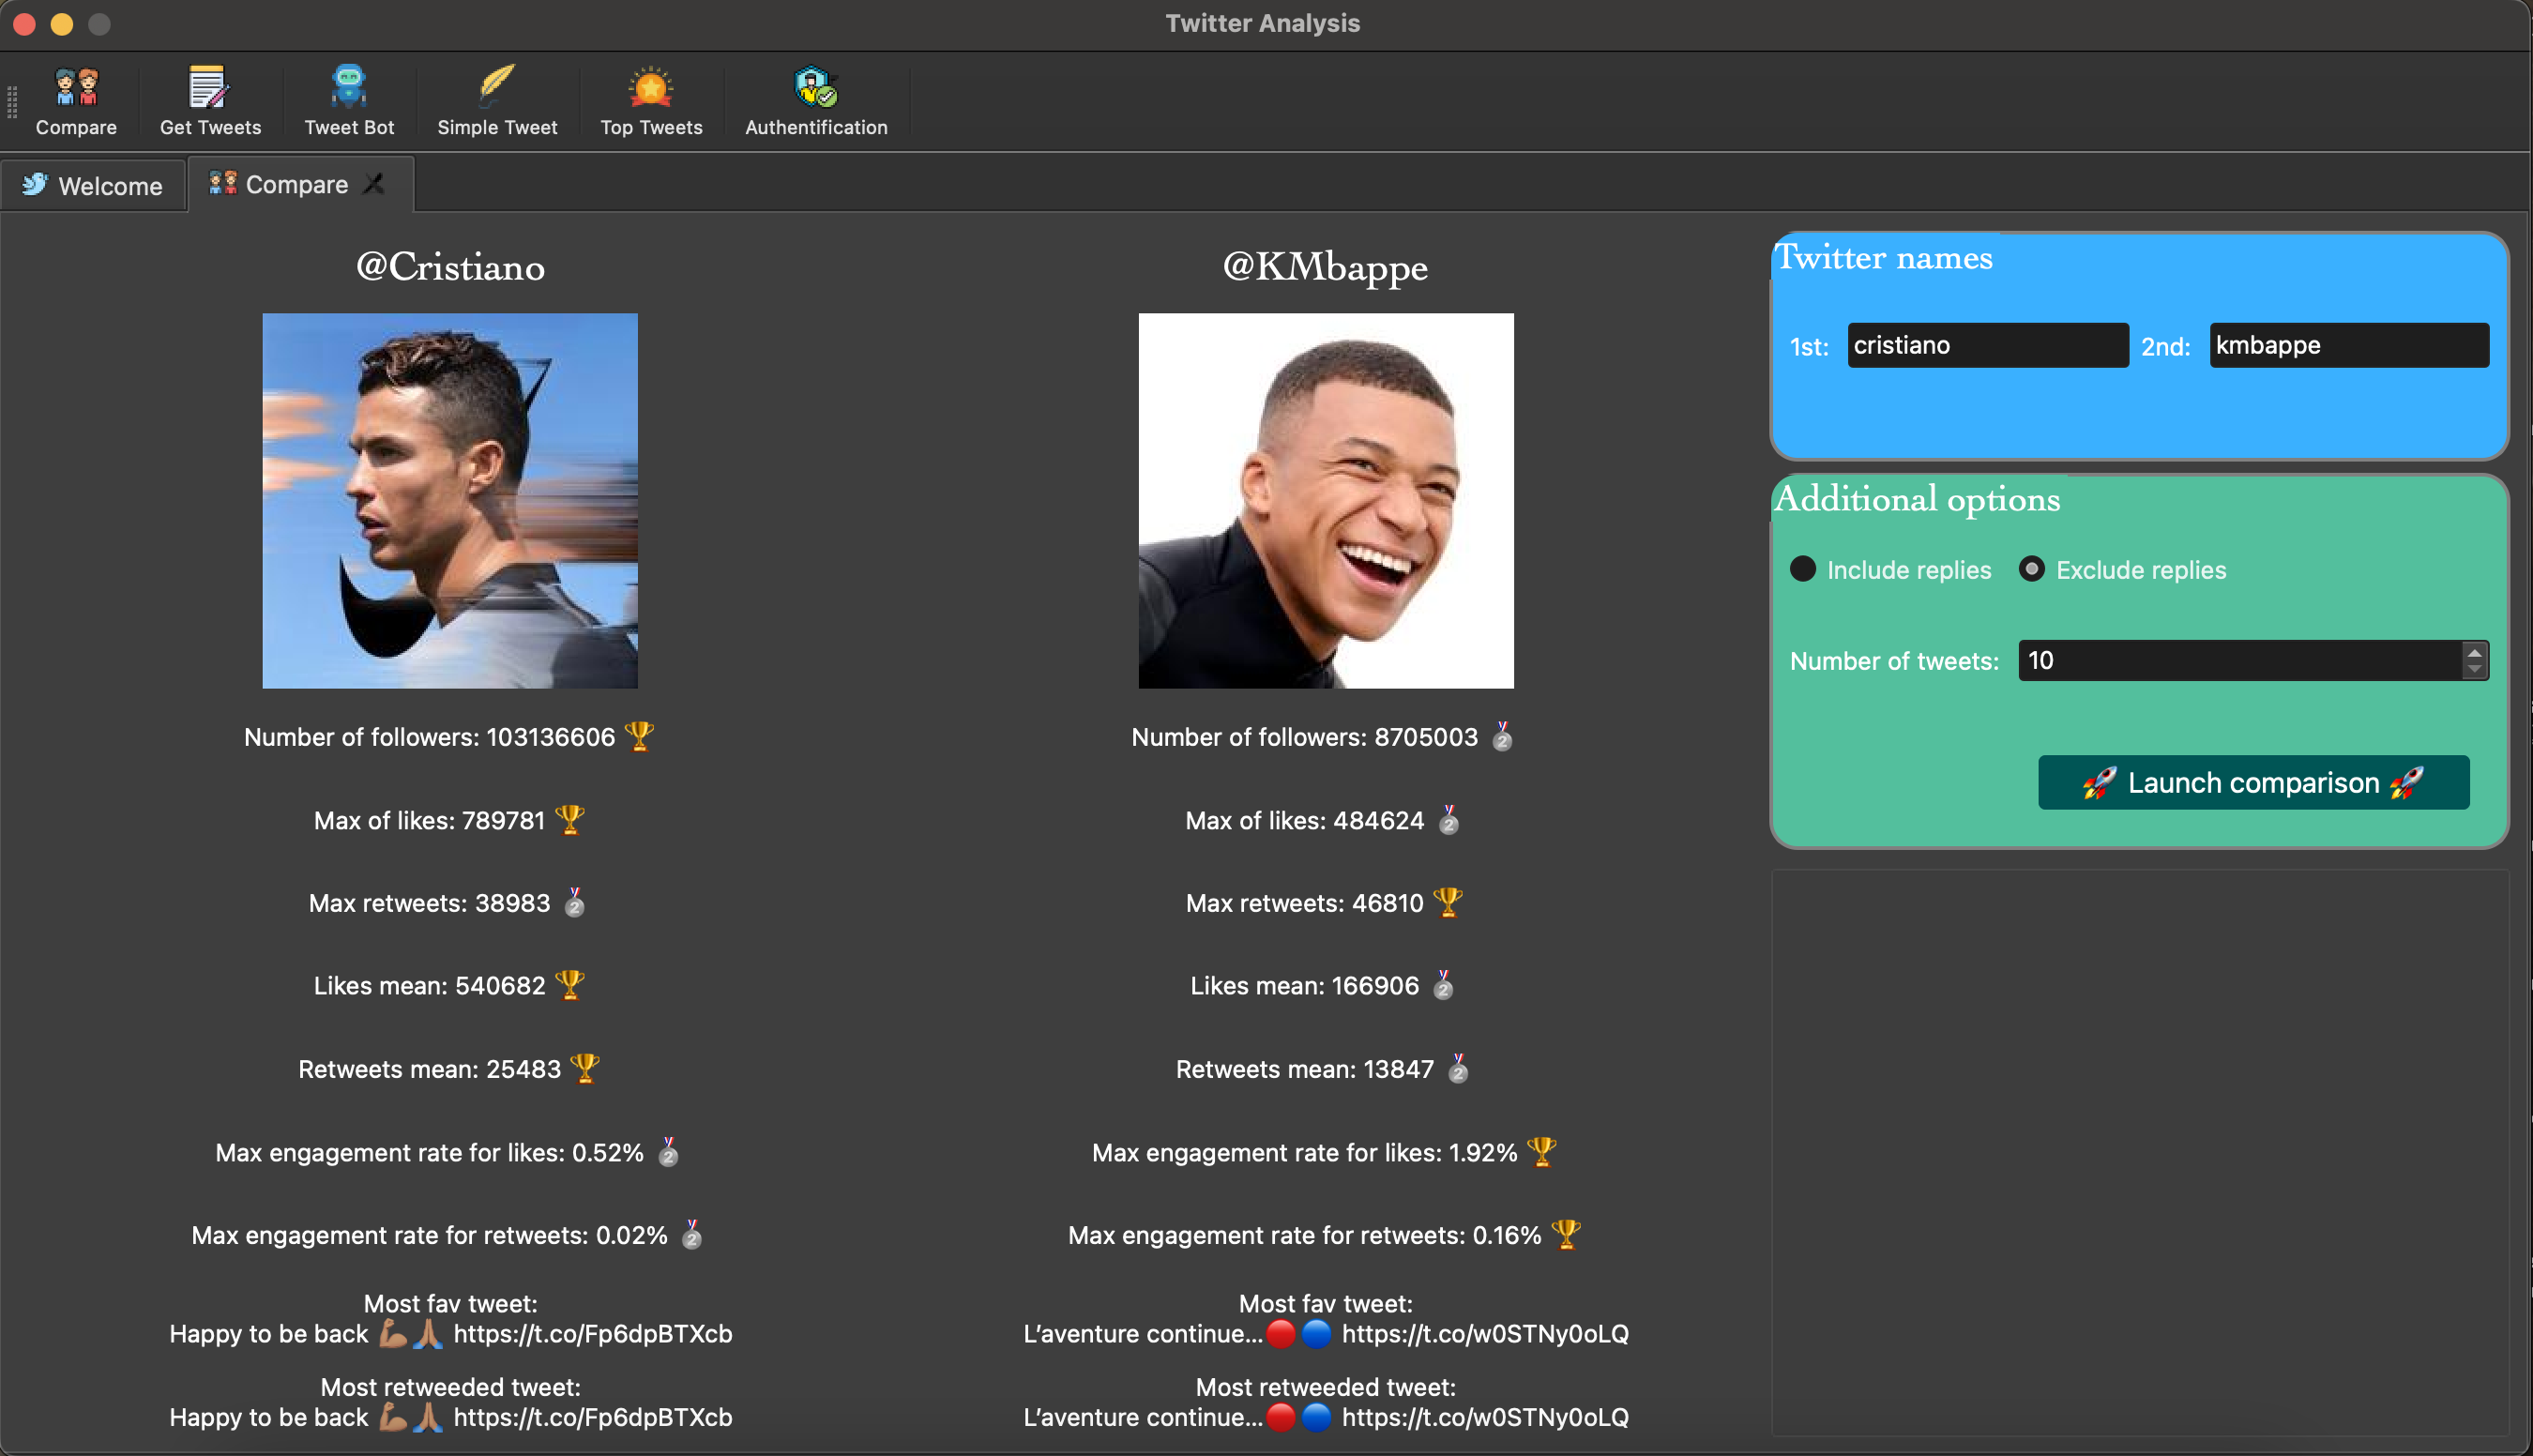 Twitter Analysis
Compare
Get Tweets
Tweet Bot
Simple Tweet
Top Tweets
Authentification
Welcome
Compare
@Cristiano
Number of followers: 103136606 🏆
Max of likes: 789781 🏆
Max retweets: 38983 🥈
Likes mean: 540682 🏆
Retweets mean: 25483 🏆
Max engagement rate for likes: 0.52% 🥈
Max engagement rate for retweets: 0.02% 🥈
Most fav tweet:
Happy to be back 💪🏽🙏🏽 https://t.co/Fp6dpBTXcb
Most retweeded tweet:
Happy to be back 💪🏽🙏🏽 https://t.co/Fp6dpBTXcb
@KMbappe
Number of followers: 8705003 🥈
Max of likes: 484624 🥈
Max retweets: 46810 🏆
Likes mean: 166906 🥈
Retweets mean: 13847 🥈
Max engagement rate for likes: 1.92% 🏆
Max engagement rate for retweets: 0.16% 🏆
Most fav tweet:
L'aventure continue...🔴🔵 https://t.co/w0STNy0oLQ
Most retweeded tweet:
L'aventure continue...🔴🔵 https://t.co/w0STNy0oLQ
Twitter names
1st: cristiano 2nd: kmbappe
Additional options
Include replies Exclude replies
Number of tweets: 10
🚀 Launch comparison 🚀